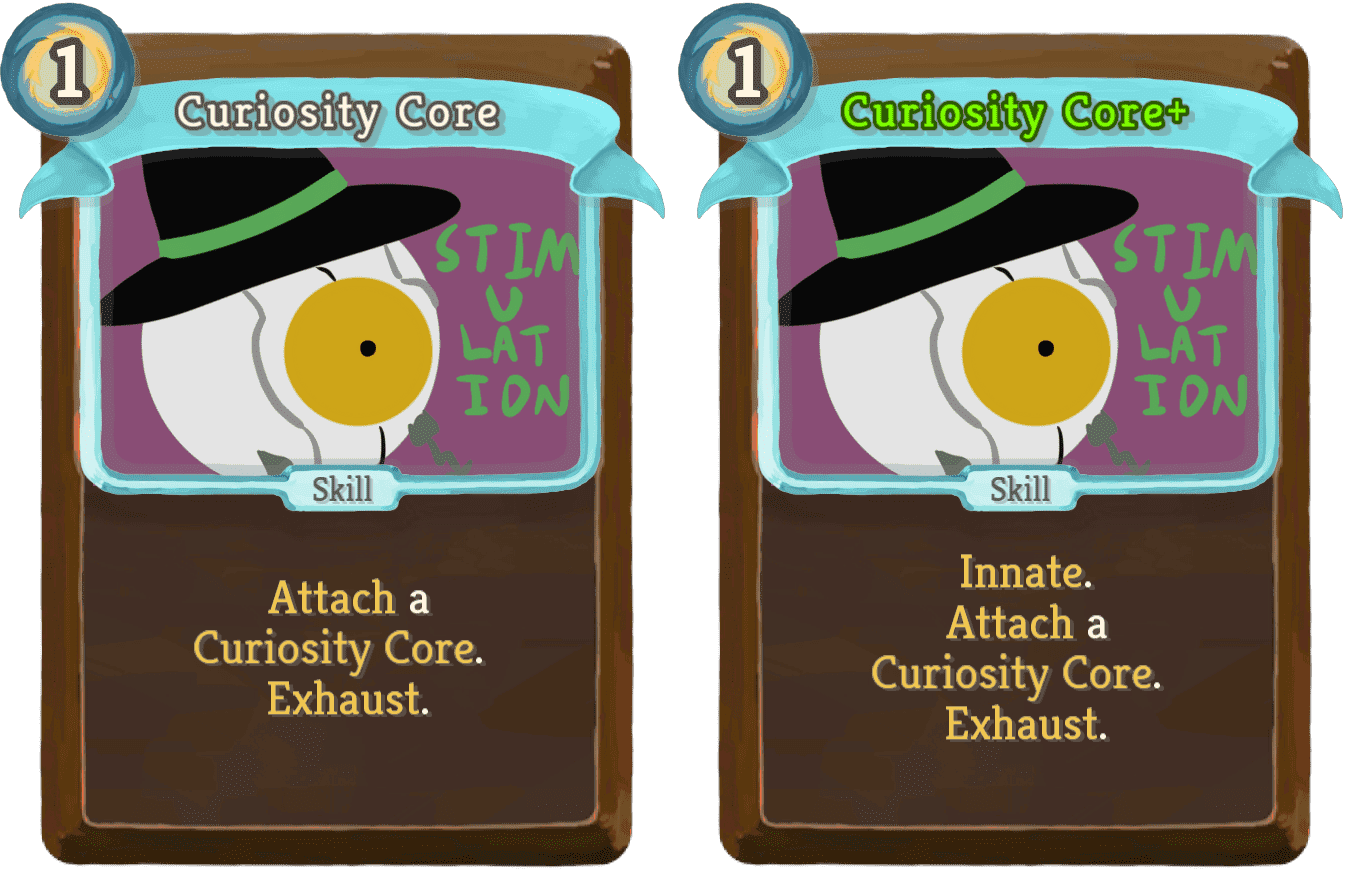 1
Curiosity Core
STIM
U
LAT
ION
Skill
Attach a
Curiosity Core.
Exhaust.
1
Curiosity Core+
STIM
U
LAT
ION
Skill
Innate.
Attach a
Curiosity Core.
Exhaust.